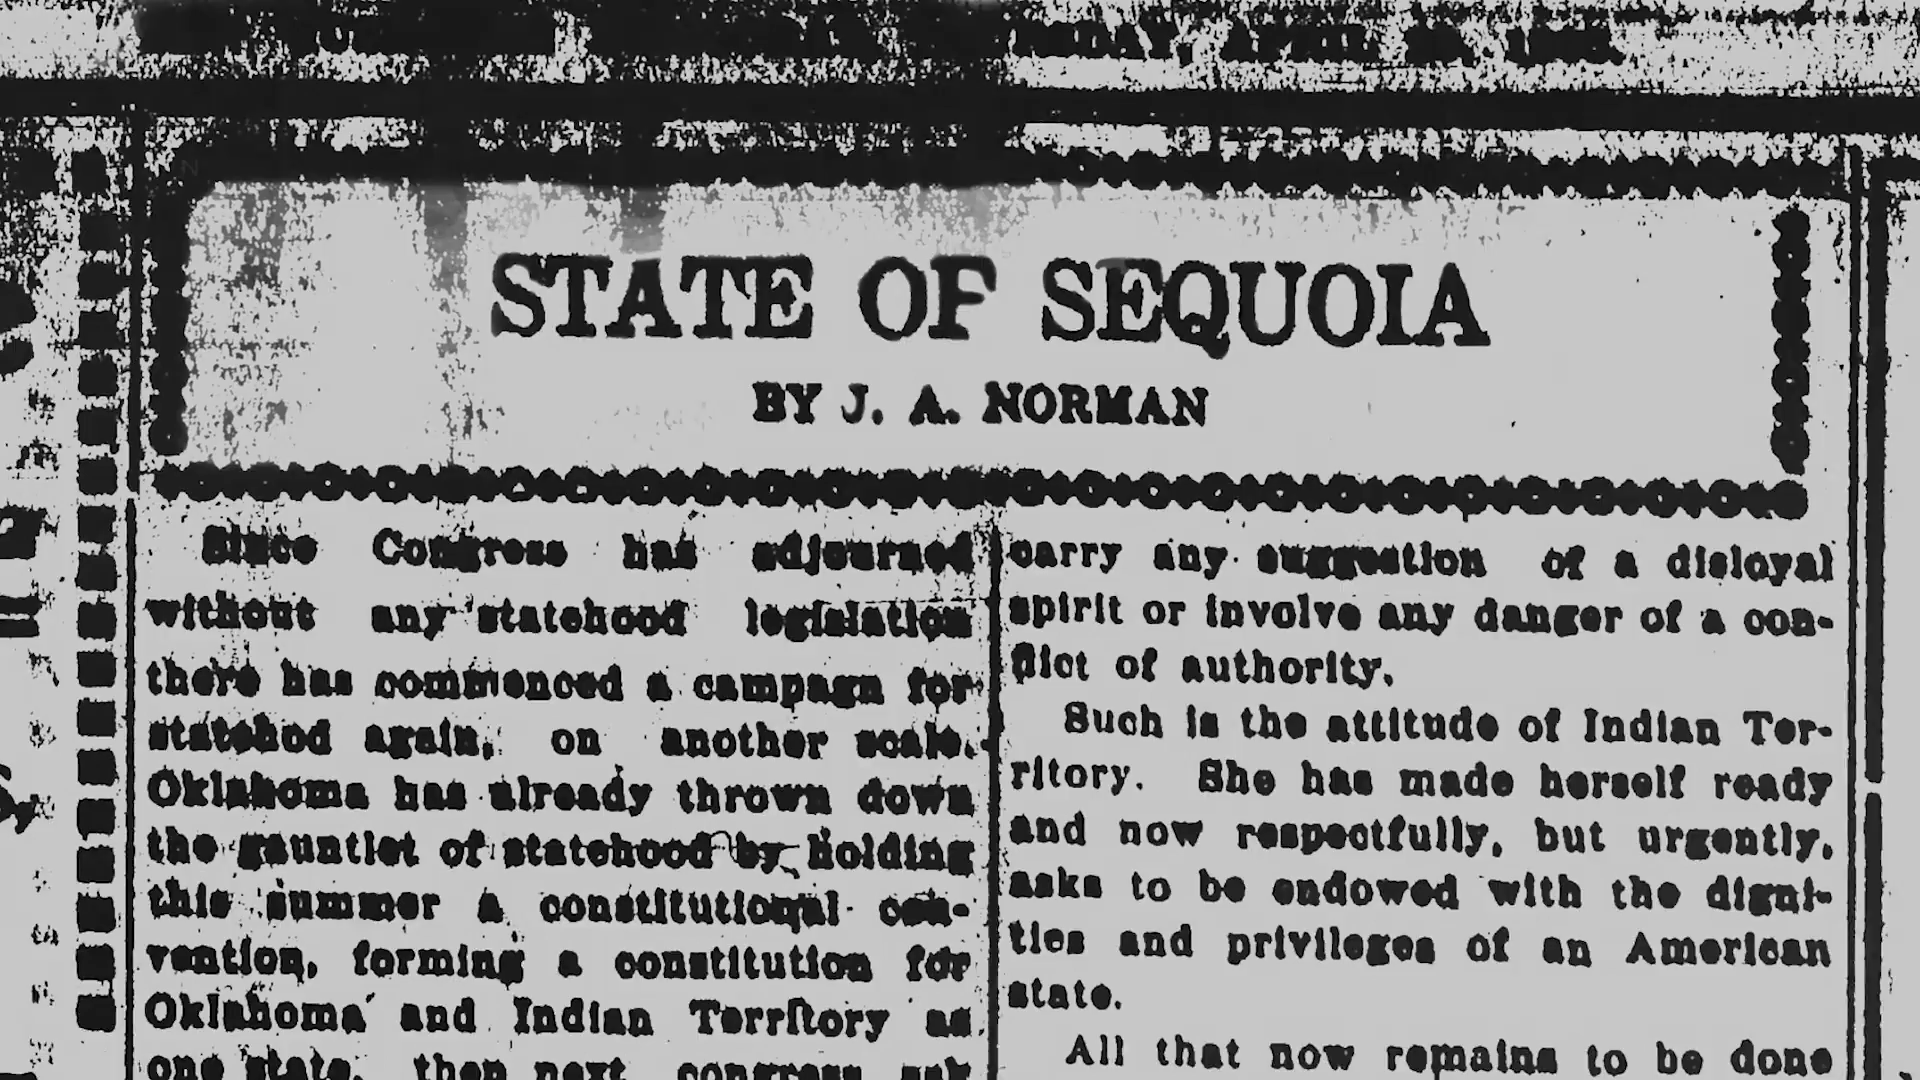 STATE OF SEQUOIA
BY J. A. NORMAN
Since Congress has adjourned
without any statehood legislation
there has commenced a campagn for
statehod again, on another scale.
Oklahoma has already thrown down
the gauntlet of statehood by holding
this summer a constitutional con-
vention, forming a constitution for
Oklahoma and Indian Territory as
one state, then next congress ask
carry any suggestion of a disloyal
spirit or involve any danger of a con-
flict of authority.
Such is the attitude of Indian Ter-
ritory. She has made herself ready
and now respectfully, but urgently,
asks to be endowed with the digni-
ties and privileges of an American
state.
All that now remains to be done